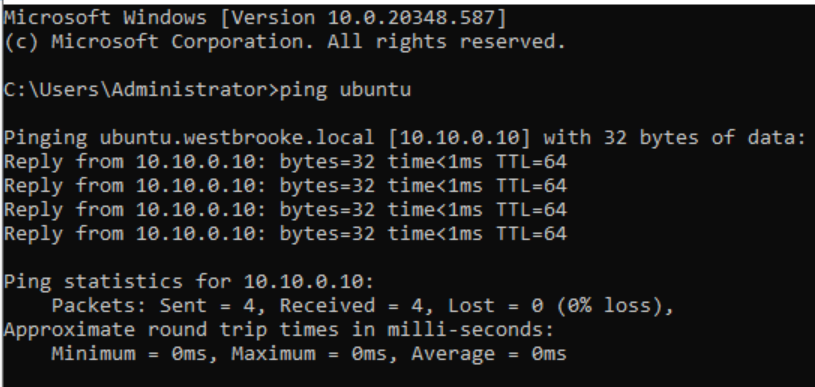 Microsoft Windows [Version 10.0.20348.587]
(c) Microsoft Corporation. All rights reserved.
C:\Users\Administrator>ping ubuntu
Pinging ubuntu.westbrooke.local [10.10.0.10] with 32 bytes of data:
Reply from 10.10.0.10: bytes=32 time<1ms TTL=64
Reply from 10.10.0.10: bytes=32 time<1ms TTL=64
Reply from 10.10.0.10: bytes=32 time<1ms TTL=64
Reply from 10.10.0.10: bytes=32 time<1ms TTL=64
Ping statistics for 10.10.0.10:
    Packets: Sent = 4, Received = 4, Lost = 0 (0% loss),
Approximate round trip times in milli-seconds:
    Minimum = 0ms, Maximum = 0ms, Average = 0ms